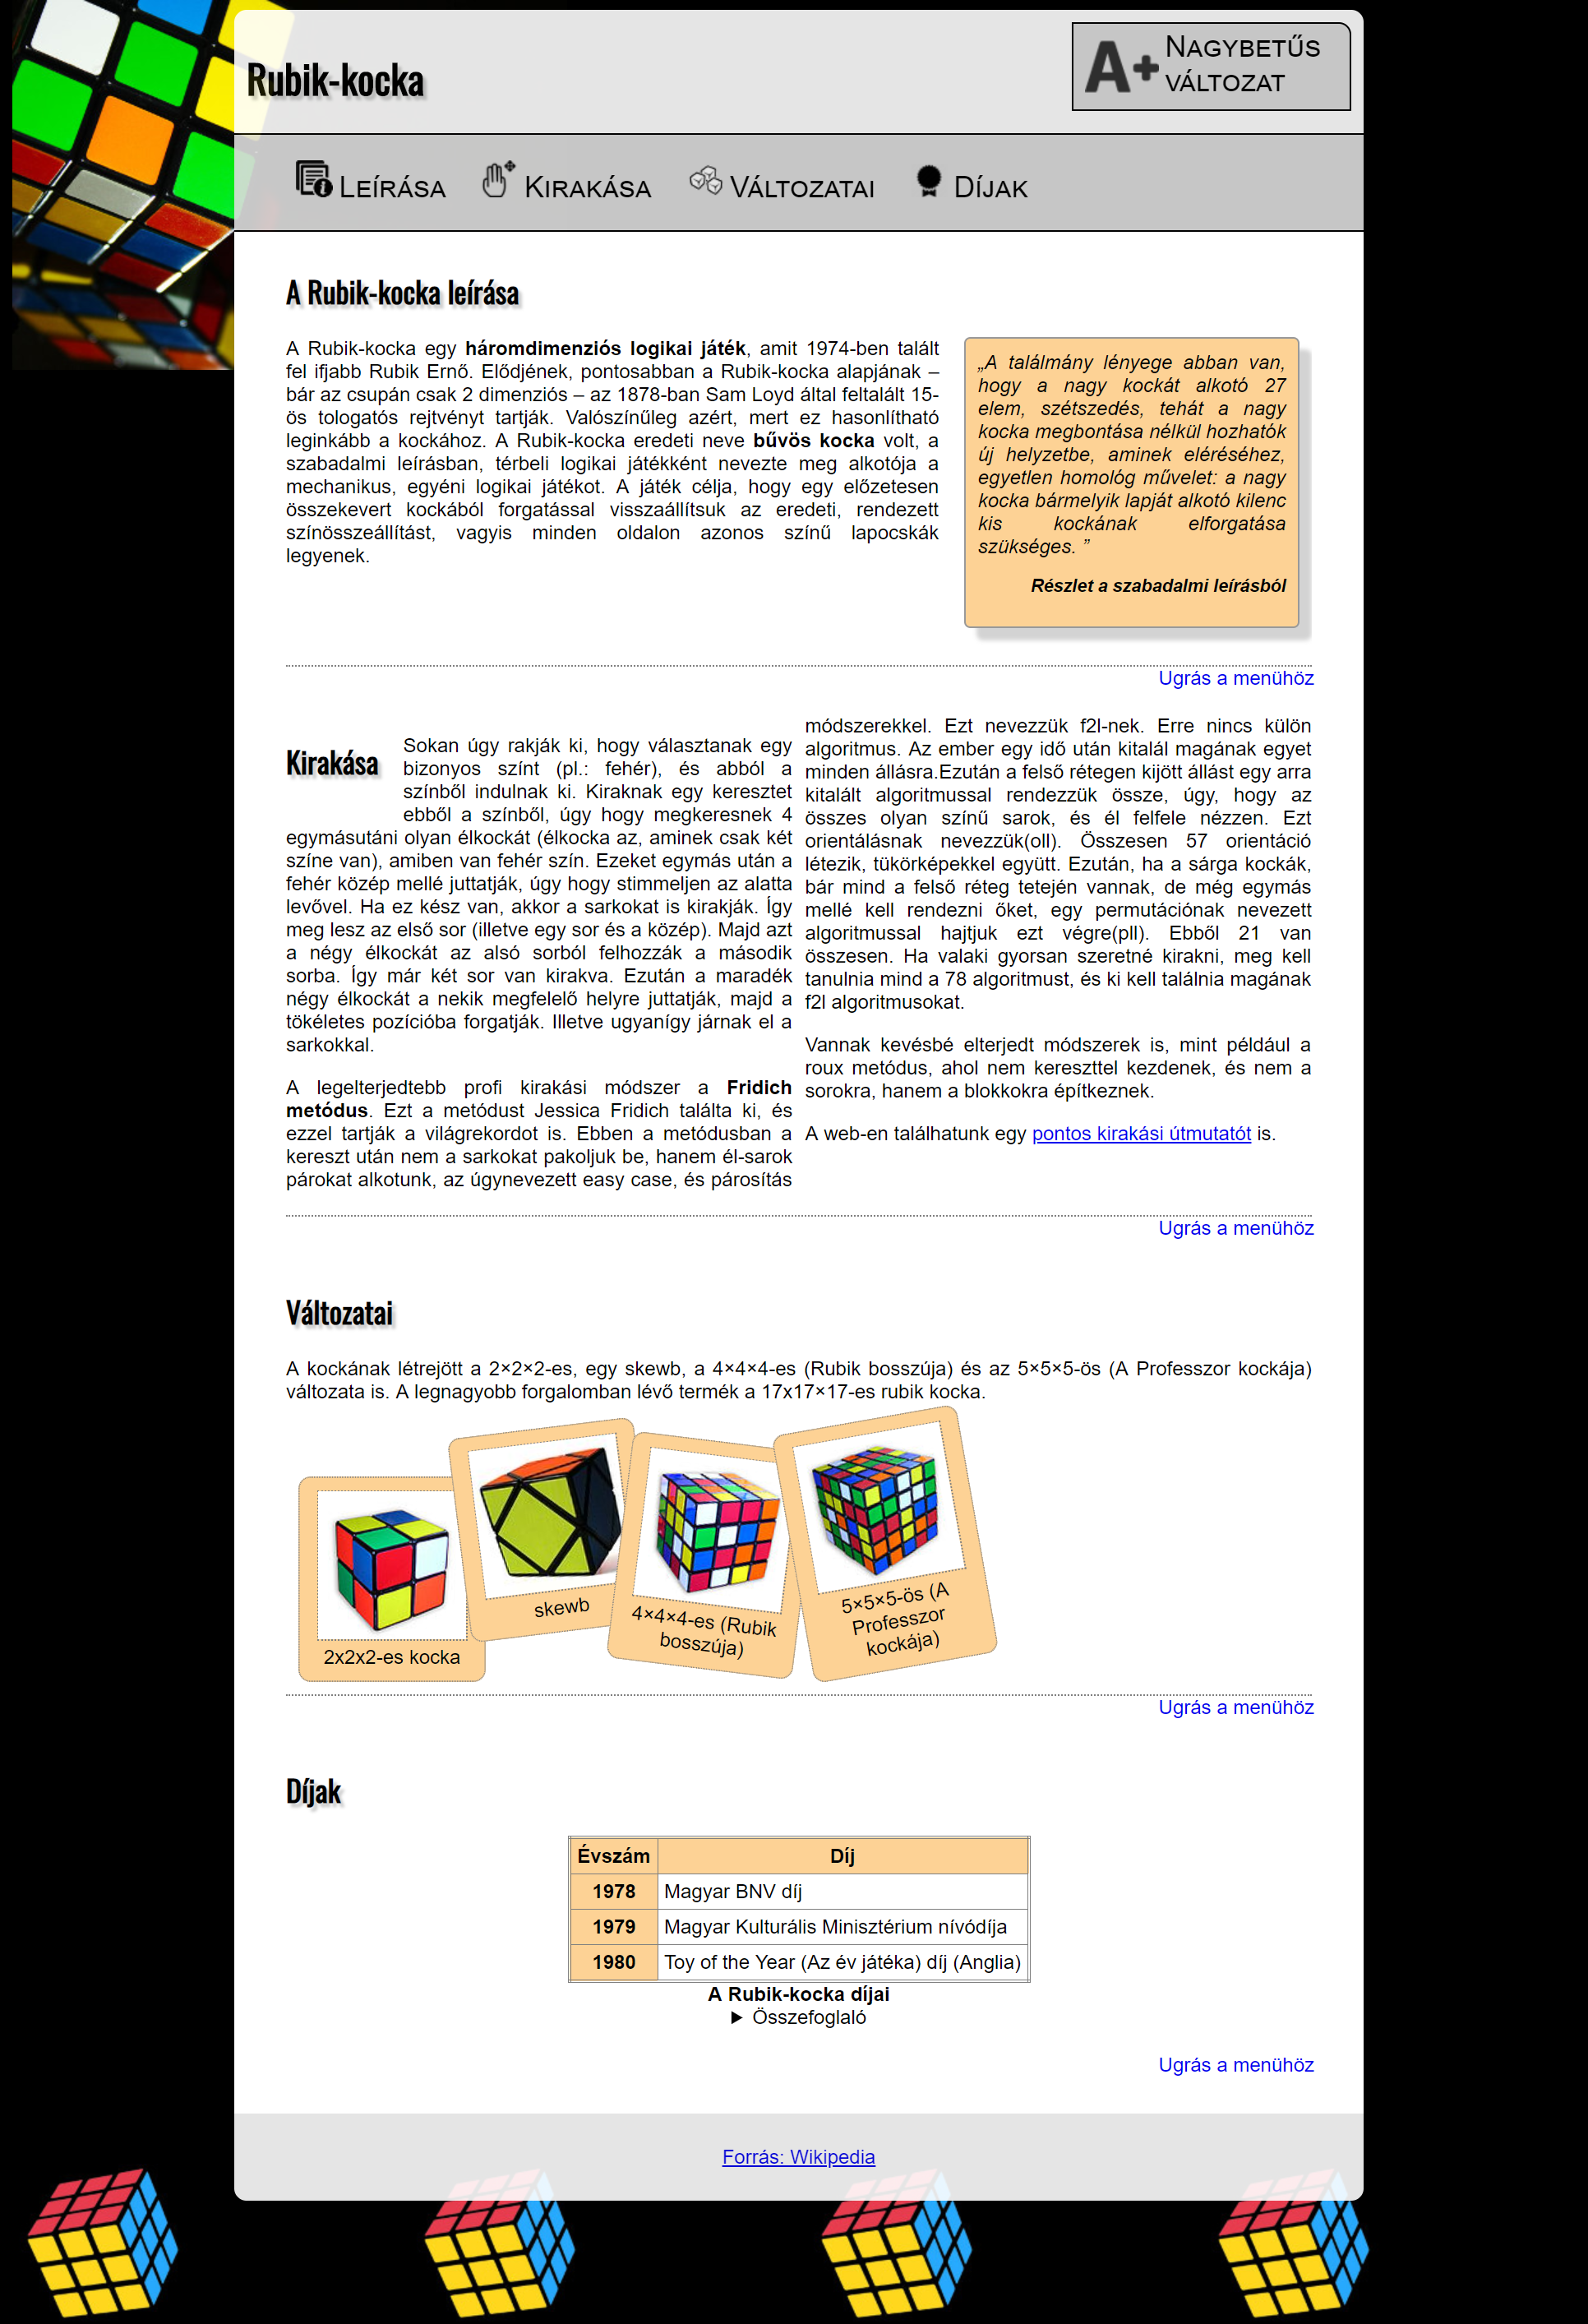 Rubik-kocka
A+ NAGYBETŰS
VÁLTOZAT
LEÍRÁSA KIRAKÁSA VÁLTOZATAI DÍJAK
A Rubik-kocka leírása
A Rubik-kocka egy háromdimenziós logikai játék, amit 1974-ben talált
fel ifjabb Rubik Ernő. Elődjének, pontosabban a Rubik-kocka alapjának –
bár az csupán csak 2 dimenziós – az 1878-ban Sam Loyd által feltalált 15-
ös tologatós rejtvényt tartják. Valószínűleg azért, mert ez hasonlítható
leginkább a kockához. A Rubik-kocka eredeti neve bűvös kocka volt, a
szabadalmi leírásban, térbeli logikai játékként nevezte meg alkotója a
mechanikus, egyéni logikai játékot. A játék célja, hogy egy előzetesen
összekevert kockából forgatással visszaállítsuk az eredeti, rendezett
színösszeállítást, vagyis minden oldalon azonos színű lapocskák
legyenek.
„A találmány lényege abban van,
hogy a nagy kockát alkotó 27
elem, szétszedés, tehát a nagy
kocka megbontása nélkül hozhatók
új helyzetbe, aminek eléréséhez,
egyetlen homológ művelet: a nagy
kocka bármelyik lapját alkotó kilenc
kis kockának elforgatása
szükséges. ”
Részlet a szabadalmi leírásból
Ugrás a menühöz
Kirakása
Sokan úgy rakják ki, hogy választanak egy
bizonyos színt (pl.: fehér), és abból a
színből indulnak ki. Kiraknak egy keresztet
ebből a színből, úgy hogy megkeresnek 4
egymásutáni olyan élkockát (élkocka az, aminek csak két
színe van), amiben van fehér szín. Ezeket egymás után a
fehér közép mellé juttatják, úgy hogy stimmeljen az alatta
levővel. Ha ez kész van, akkor a sarkokat is kirakják. Így
meg lesz az első sor (illetve egy sor és a közép). Majd azt
a négy élkockát az alsó sorból felhozzák a második
sorba. Így már két sor van kirakva. Ezután a maradék
négy élkockát a nekik megfelelő helyre juttatják, majd a
tökéletes pozícióba forgatják. Illetve ugyanígy járnak el a
sarkokkal.
A legelterjedtebb profi kirakási módszer a Fridich
metódus. Ezt a metódust Jessica Fridich találta ki, és
ezzel tartják a világrekordot is. Ebben a metódusban a
kereszt után nem a sarkokat pakoljuk be, hanem él-sarok
párokat alkotunk, az úgynevezett easy case, és párosítás
módszerekkel. Ezt nevezzük f2l-nek. Erre nincs külön
algoritmus. Az ember egy idő után kitalál magának egyet
minden állásra.Ezután a felső rétegen kijött állást egy arra
kitalált algoritmussal rendezzük össze, úgy, hogy az
összes olyan színű sarok, és él felfele nézzen. Ezt
orientálásnak nevezzük(oll). Összesen 57 orientáció
létezik, tükörképekkel együtt. Ezután, ha a sárga kockák,
bár mind a felső réteg tetején vannak, de még egymás
mellé kell rendezni őket, egy permutációnak nevezett
algoritmussal hajtjuk ezt végre(pll). Ebből 21 van
összesen. Ha valaki gyorsan szeretné kirakni, meg kell
tanulnia mind a 78 algoritmust, és ki kell találnia magának
f2l algoritmusokat.
Vannak kevésbé elterjedt módszerek is, mint például a
roux metódus, ahol nem kereszttel kezdenek, és nem a
sorokra, hanem a blokkokra építkeznek.
A web-en találhatunk egy pontos kirakási útmutatót is.
Ugrás a menühöz
Változatai
A kockának létrejött a 2×2×2-es, egy skewb, a 4×4×4-es (Rubik bosszúja) és az 5×5×5-ös (A Professzor kockája)
változata is. A legnagyobb forgalomban lévő termék a 17x17×17-es rubik kocka.
2x2x2-es kocka
skewb
4×4×4-es (Rubik
bosszúja)
5×5×5-ös (A
Professzor
kockája)
Ugrás a menühöz
Díjak
Évszám Díj
1978 Magyar BNV díj
1979 Magyar Kulturális Minisztérium nívódíja
1980 Toy of the Year (Az év játéka) díj (Anglia)
A Rubik-kocka díjai
▶ Összefoglaló
Ugrás a menühöz
Forrás: Wikipedia